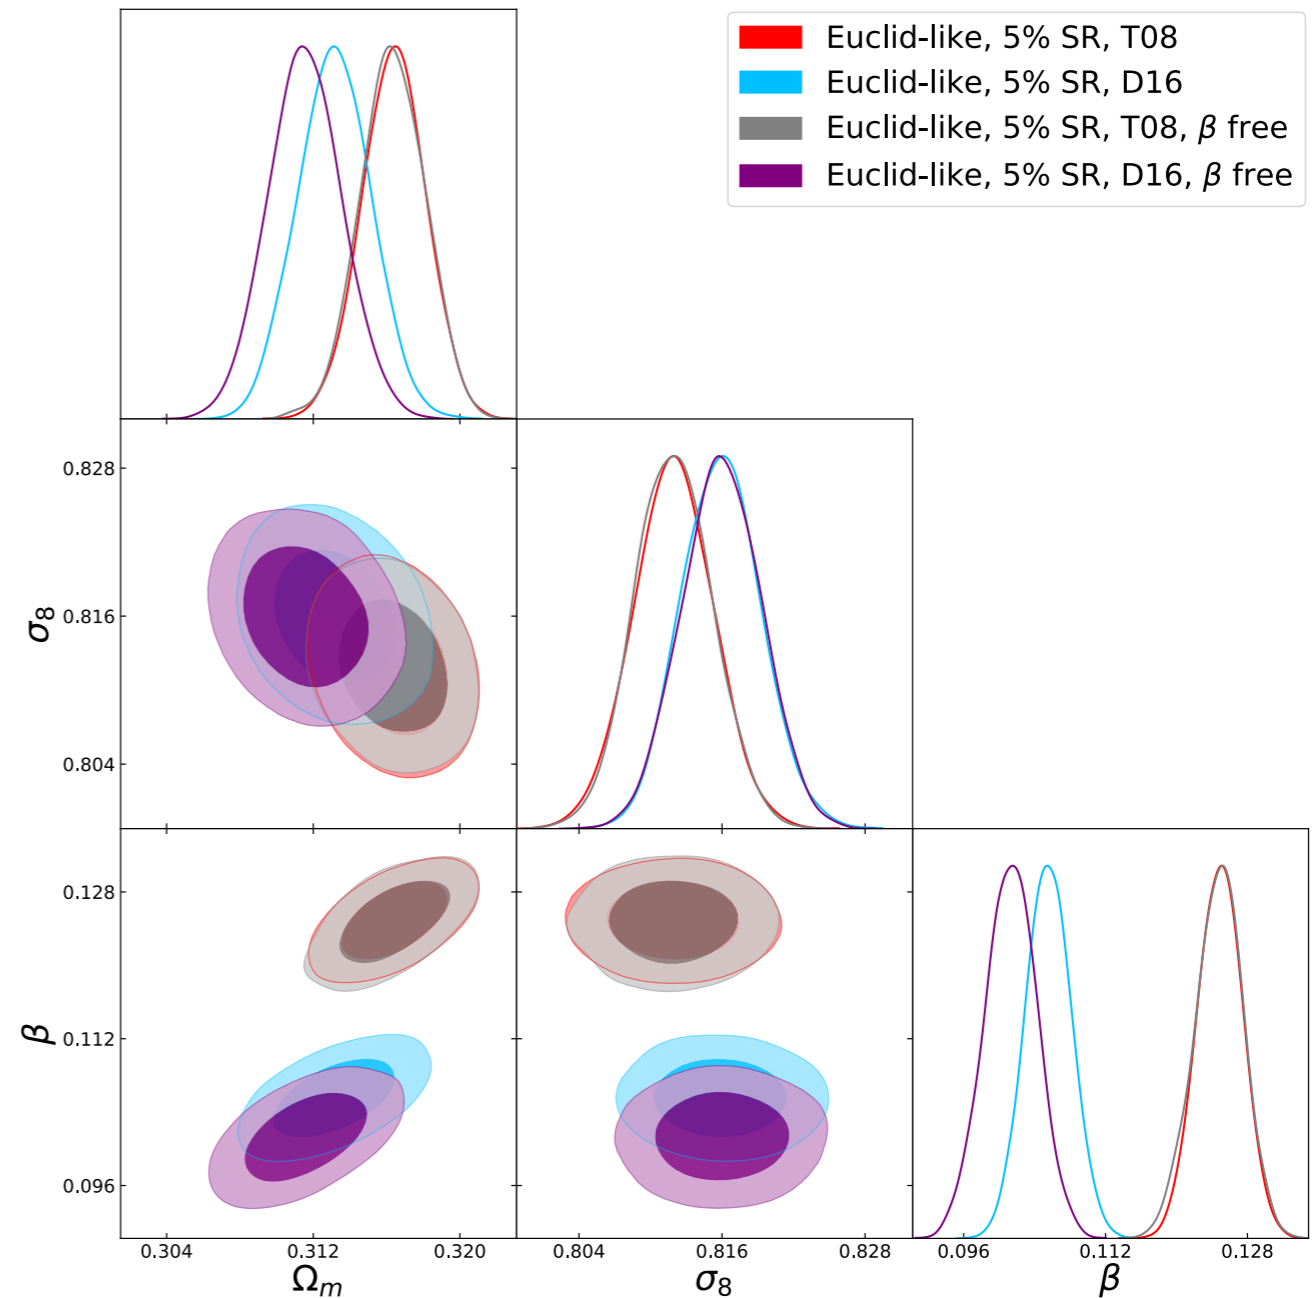 Euclid-like, 5% SR, T08
Euclid-like, 5% SR, D16
Euclid-like, 5% SR, T08, β free
Euclid-like, 5% SR, D16, β free
0.828
0.816
0.804
σ₈
0.128
0.112
0.096
β
0.304 0.312 0.320
0.804 0.816 0.828
0.096 0.112 0.128
Ωₘ
σ₈
β